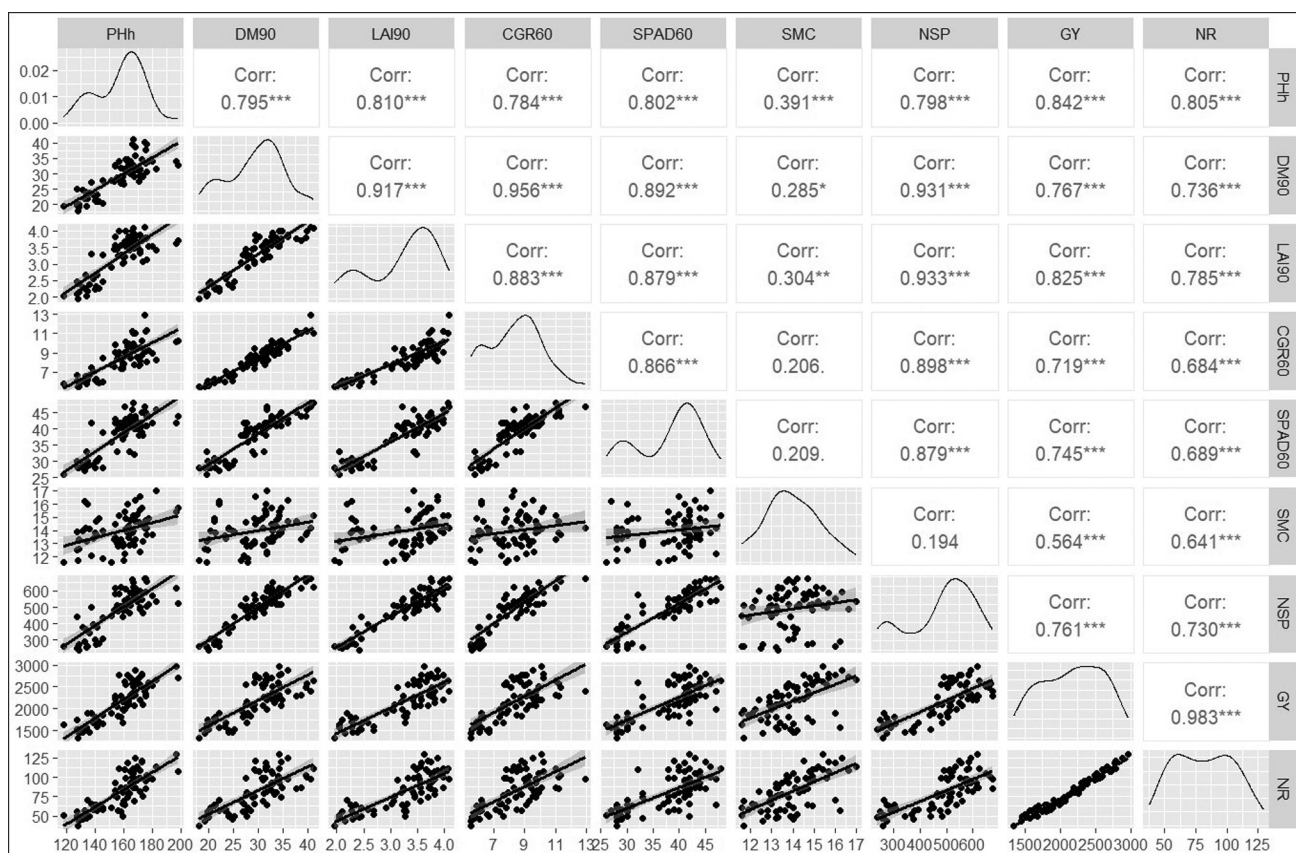 PHh DM90 LAI90 CGR60 SPAD60 SMC NSP GY NR
0.02
0.01
0.00
Corr: Corr: Corr: Corr: Corr: Corr: Corr: Corr:
0.795*** 0.810*** 0.784*** 0.802*** 0.391*** 0.798*** 0.842*** 0.805***
PHh
40
35
30
25
20
Corr: Corr: Corr: Corr: Corr: Corr: Corr:
0.917*** 0.956*** 0.892*** 0.285* 0.931*** 0.767*** 0.736***
DM90
4.0
3.5
3.0
2.5
2.0
Corr: Corr: Corr: Corr: Corr: Corr:
0.883*** 0.879*** 0.304** 0.933*** 0.825*** 0.785***
LAI90
13
11
9
7
Corr: Corr: Corr: Corr: Corr:
0.866*** 0.206. 0.898*** 0.719*** 0.684***
CGR60
45
40
35
30
25
Corr: Corr: Corr: Corr:
0.209. 0.879*** 0.745*** 0.689***
SPAD60
17
16
15
14
13
12
Corr: Corr: Corr:
0.194 0.564*** 0.641***
SMC
600
500
400
300
Corr: Corr:
0.761*** 0.730***
NSP
3000
2500
2000
1500
Corr:
0.983***
GY
125
100
75
50
NR
120 140 160 180 200 20 25 30 35 40 2.0 2.5 3.0 3.5 4.0 7 9 11 13 25 30 35 40 45 12 13 14 15 16 17 300 400 500 600 1500 2000 2500 3000 50 75 100 125